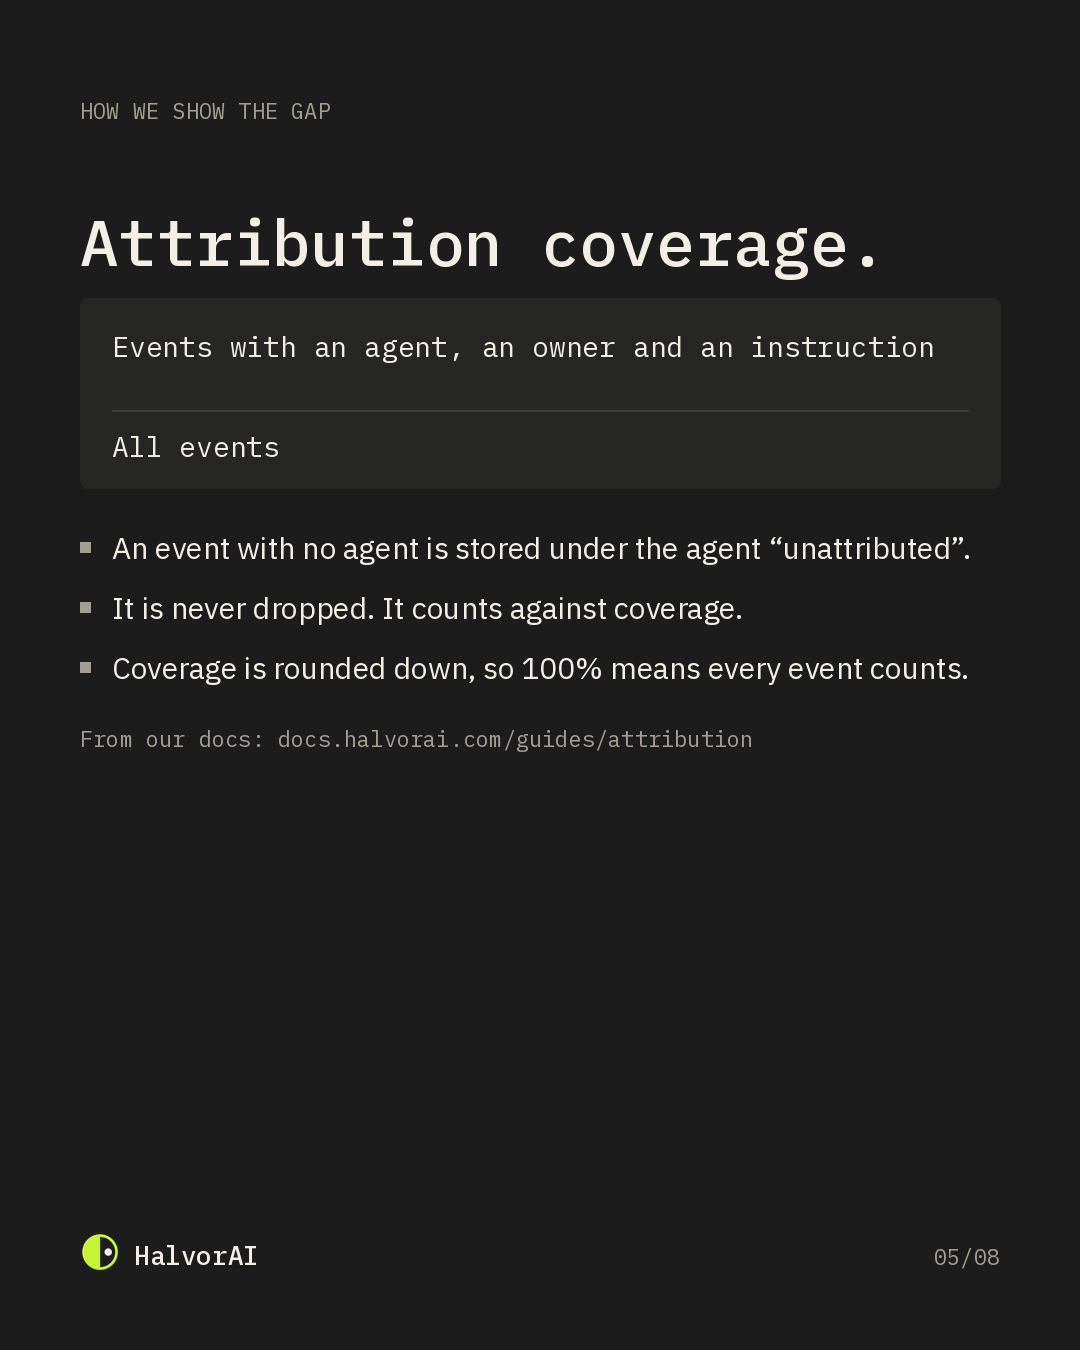 HOW WE SHOW THE GAP
Attribution coverage.
Events with an agent, an owner and an instruction
All events
An event with no agent is stored under the agent “unattributed”.
It is never dropped. It counts against coverage.
Coverage is rounded down, so 100% means every event counts.
From our docs: docs.halvorai.com/guides/attribution
HalvorAI
05/08